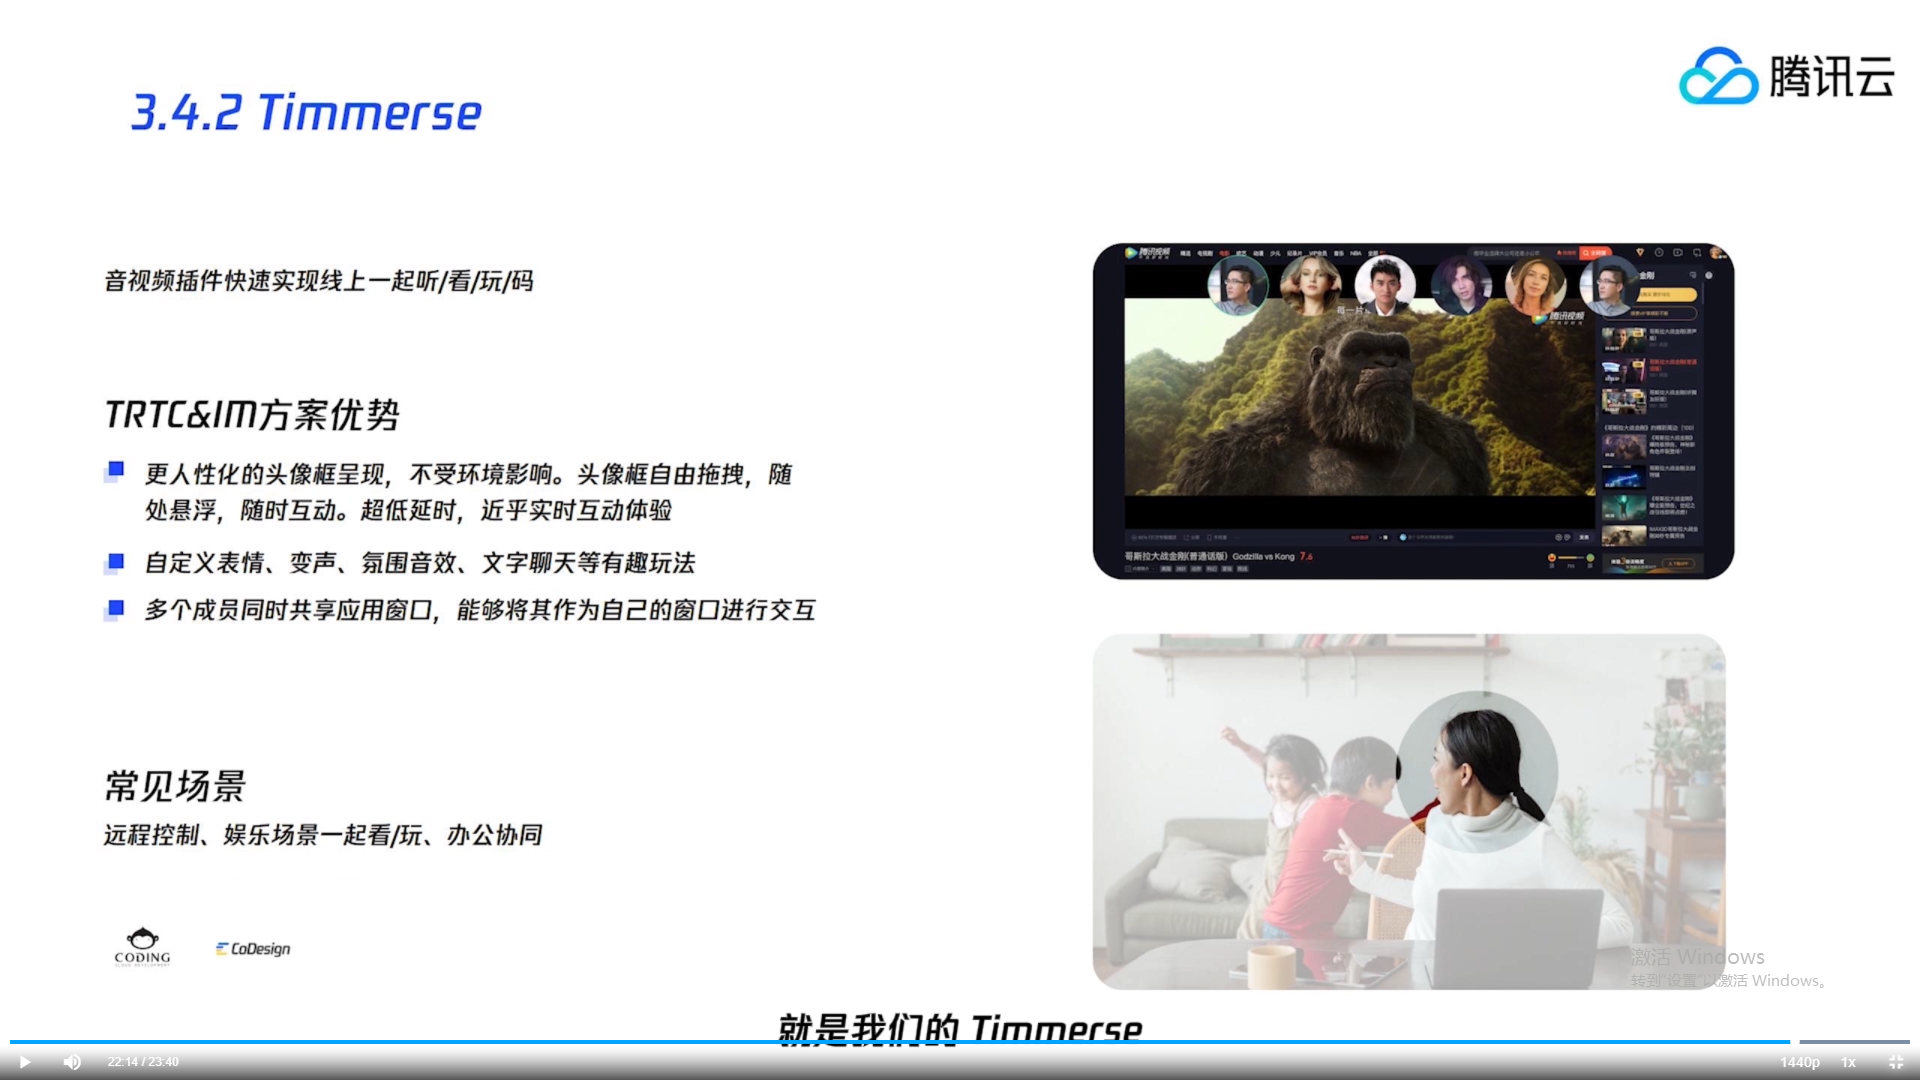 腾讯云
3.4.2 Timmerse
音视频插件快速实现线上一起听/看/玩/码
TRTC&IM方案优势
更人性化的头像框呈现，不受环境影响。头像框自由拖拽，随
处悬浮，随时互动。超低延时，近乎实时互动体验
自定义表情、变声、氛围音效、文字聊天等有趣玩法
多个成员同时共享应用窗口，能够将其作为自己的窗口进行交互
常见场景
远程控制、娱乐场景一起看/玩、办公协同
CODING
CLOUD DEVELOPMENT
CoDesign
腾讯视频
每一片
腾讯视频
哥斯拉大战金刚(普通话版) Godzilla vs Kong 7.6
激活 Windows
转到"设置"以激活 Windows。
就是我们的 Timmerse
22:14 / 23:40
1440p 1x